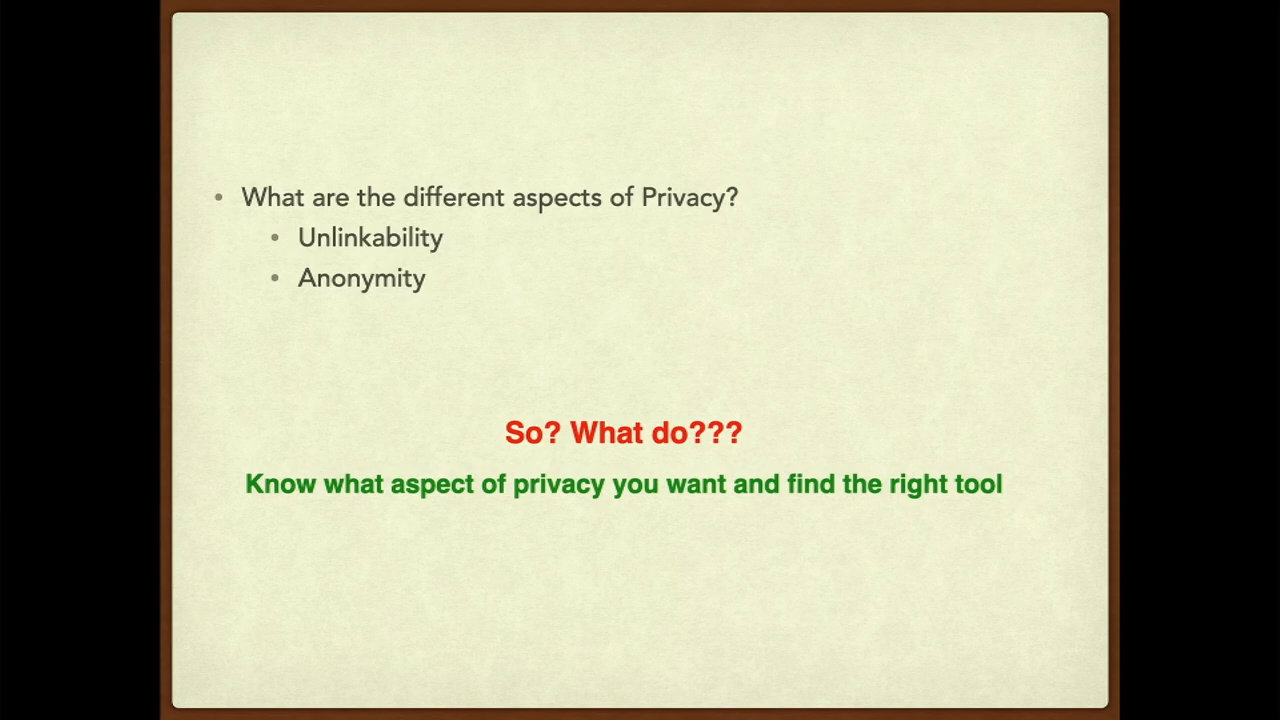 What are the different aspects of Privacy?
Unlinkability
Anonymity
So? What do???
Know what aspect of privacy you want and find the right tool